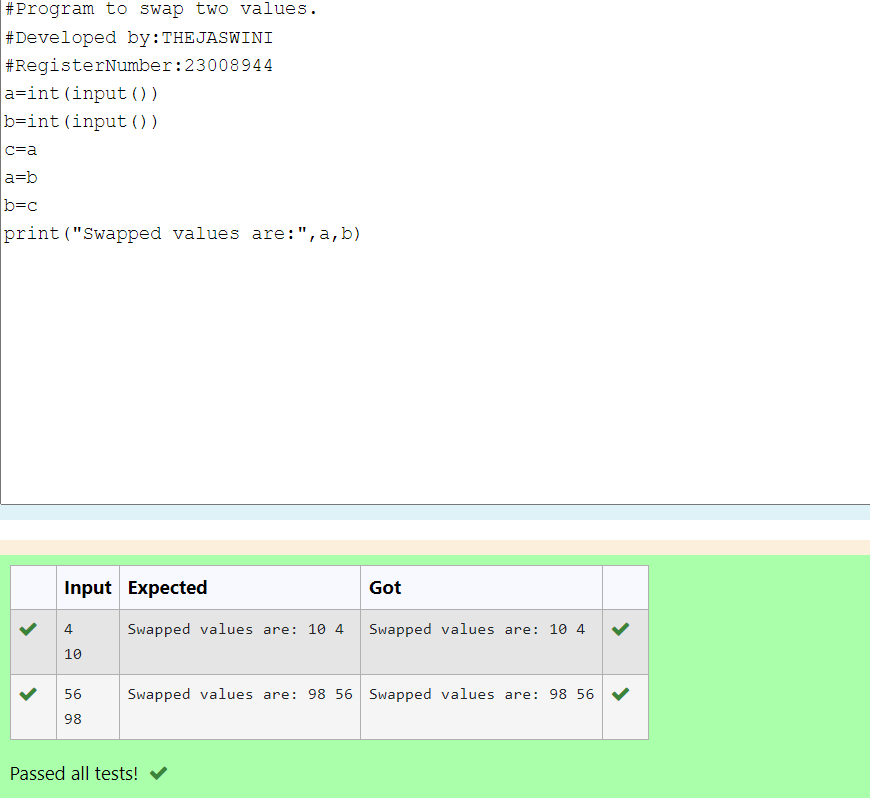 #Program to swap two values.
#Developed by:THEJASWINI
#RegisterNumber:23008944
a=int(input())
b=int(input())
c=a
a=b
b=c
print("Swapped values are:",a,b)
Input Expected Got
4 Swapped values are: 10 4 Swapped values are: 10 4
10
56 Swapped values are: 98 56 Swapped values are: 98 56
98
Passed all tests!